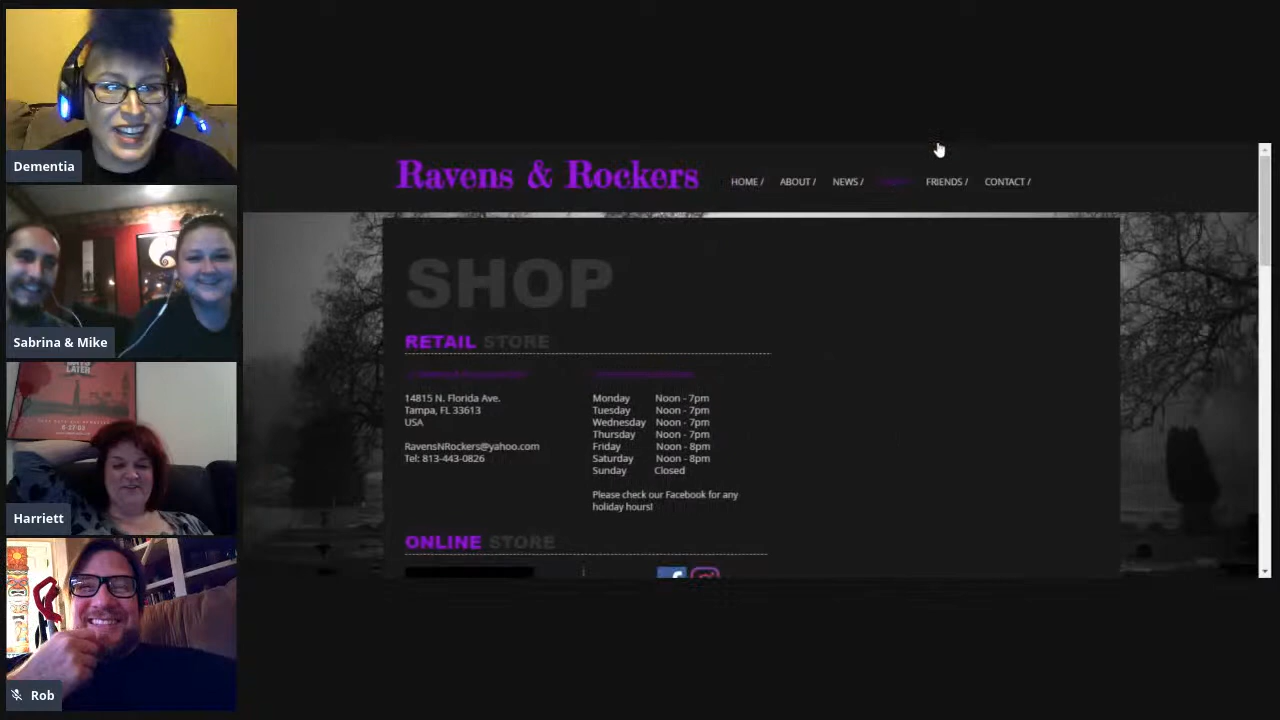 Dementia
Sabrina & Mike
LATER
Harriett
Rob
Ravens & Rockers
HOME / ABOUT / NEWS / FRIENDS / CONTACT /
SHOP
RETAIL STORE
14815 N. Florida Ave.
Tampa, FL 33613
USA
RavensNRockers@yahoo.com
Tel: 813-443-0826
Monday Noon - 7pm
Tuesday Noon - 7pm
Wednesday Noon - 7pm
Thursday Noon - 7pm
Friday Noon - 8pm
Saturday Noon - 8pm
Sunday Closed
Please check our Facebook for any
holiday hours!
ONLINE STORE